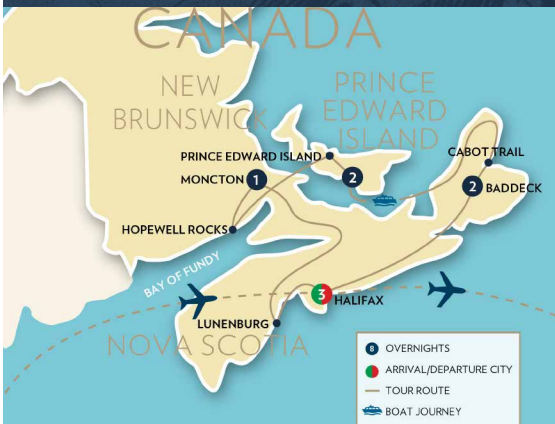 CANADA
NEW
BRUNSWICK
PRINCE
EDWARD
ISLAND
PRINCE EDWARD ISLAND
CABOT TRAIL
MONCTON 1
2
2 BADDECK
HOPEWELL ROCKS
BAY OF FUNDY
3 HALIFAX
LUNENBURG
NOVA SCOTIA
8 OVERNIGHTS
ARRIVAL/DEPARTURE CITY
TOUR ROUTE
BOAT JOURNEY